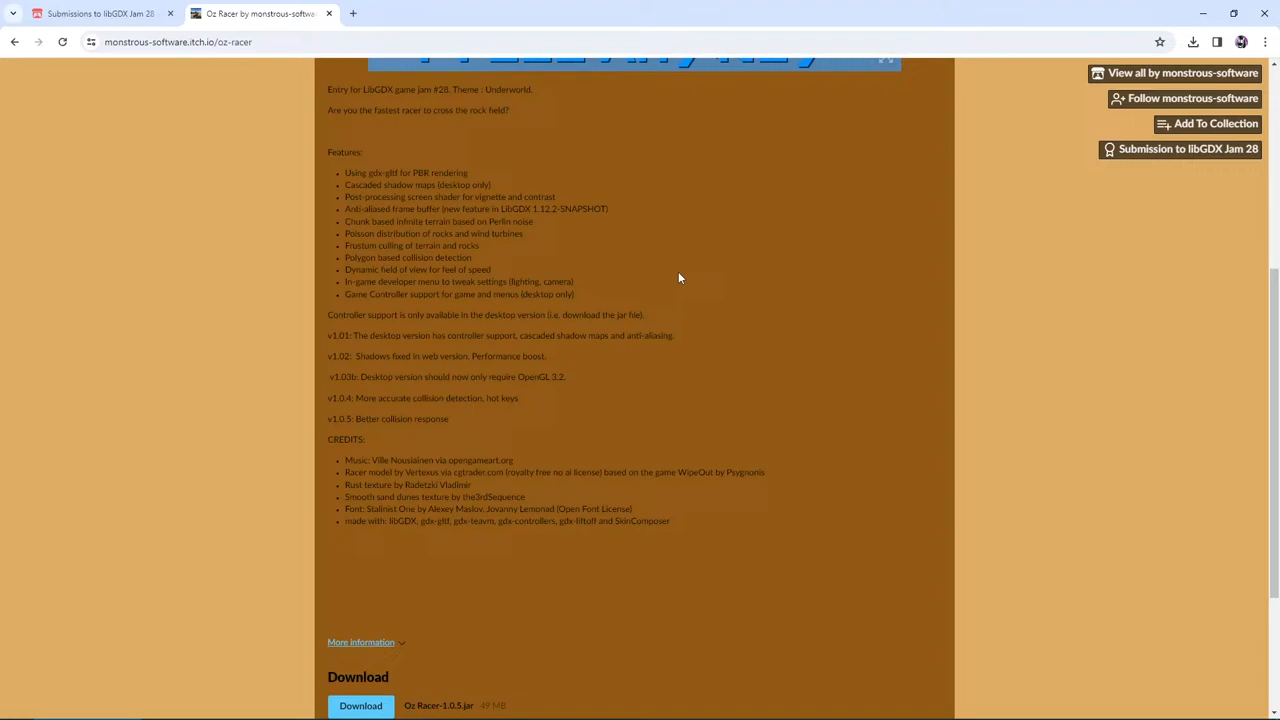 Submissions to libGDX Jam 28
Oz Racer by monstrous-softwar
monstrous-software.itch.io/oz-racer
View all by monstrous-software
Follow monstrous-software
Add To Collection
Submission to libGDX Jam 28
Entry for LibGDX game jam #28. Theme : Underworld.
Are you the fastest racer to cross the rock field?
Features:
Using gdx-gltf for PBR rendering
Cascaded shadow maps (desktop only)
Post-processing screen shader for vignette and contrast
Anti-aliased frame buffer (new feature in LibGDX 1.12.2-SNAPSHOT)
Chunk based infinite terrain based on Perlin noise
Poisson distribution of rocks and wind turbines
Frustum culling of terrain and rocks
Polygon based collision detection
Dynamic field of view for feel of speed
In-game developer menu to tweak settings (lighting, camera)
Game Controller support for game and menus (desktop only)
Controller support is only available in the desktop version (i.e. download the jar file).
v1.01: The desktop version has controller support, cascaded shadow maps and anti-aliasing.
v1.02: Shadows fixed in web version. Performance boost.
v1.03b: Desktop version should now only require OpenGL 3.2.
v1.0.4: More accurate collision detection, hot keys
v1.0.5: Better collision response
CREDITS:
Music: Ville Nousiainen via opengameart.org
Racer model by Vertexus via cgtrader.com (royalty free no ai license) based on the game WipeOut by Psygnonis
Rust texture by Radetzki Vladimir
Smooth sand dunes texture by the3rdSequence
Font: Stalinist One by Alexey Maslov, Jovanny Lemonad (Open Font License)
made with: libGDX, gdx-gltf, gdx-teavm, gdx-controllers, gdx-liftoff and SkinComposer
More information
Download
Download Oz Racer-1.0.5.jar 49 MB